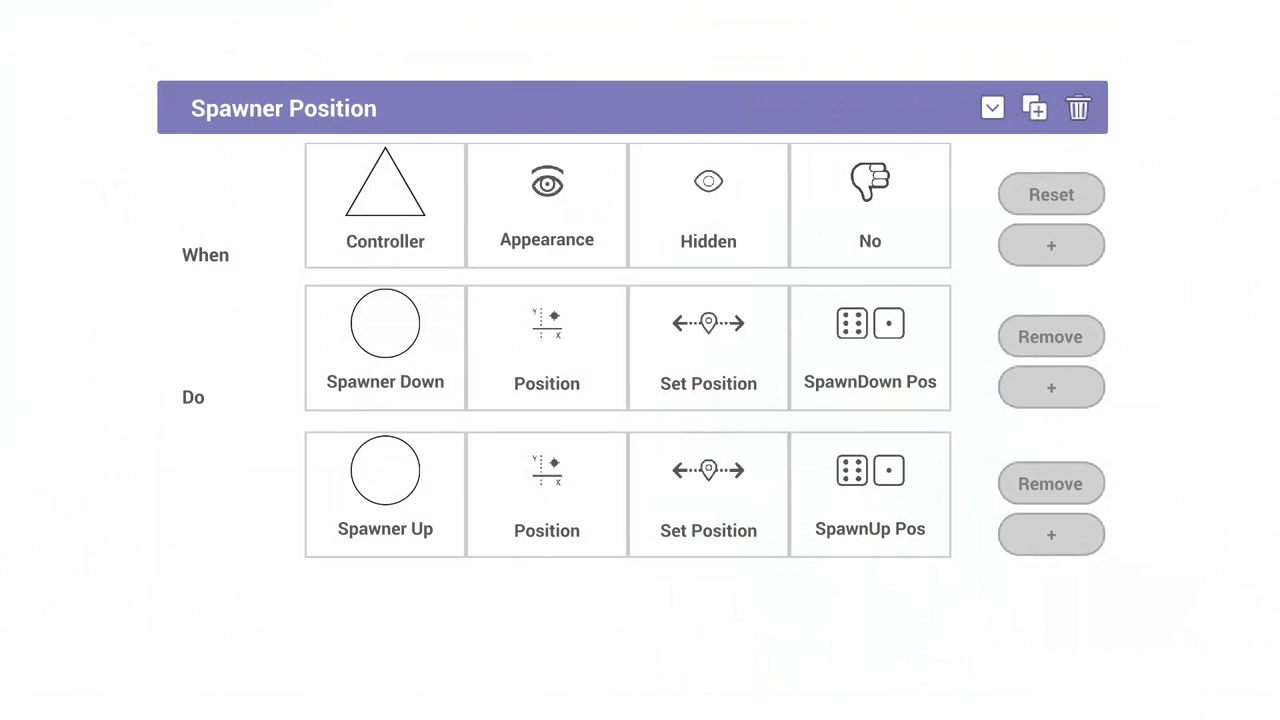 Spawner Position
When
Controller
Appearance
Hidden
No
Reset
+
Do
Spawner Down
Position
Set Position
SpawnDown Pos
Remove
+
Spawner Up
Position
Set Position
SpawnUp Pos
Remove
+